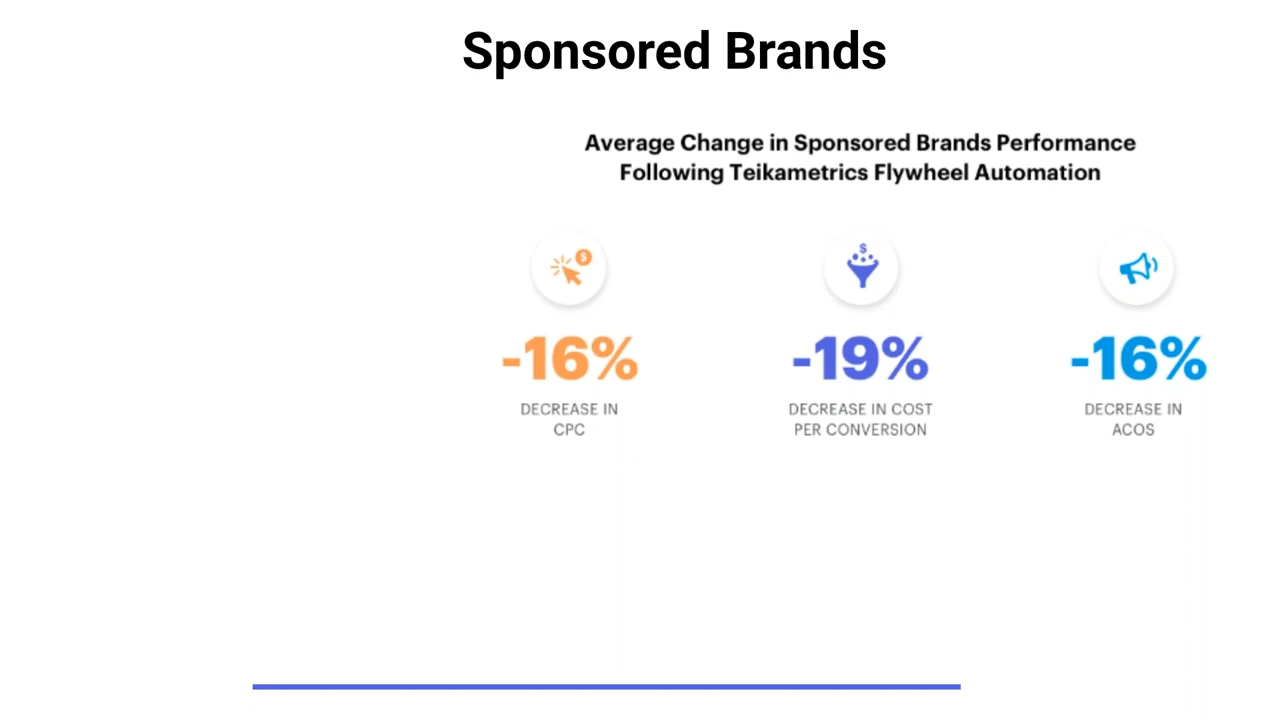 Sponsored Brands
Average Change in Sponsored Brands Performance
Following Teikametrics Flywheel Automation
$
$
-16%
-19%
-16%
DECREASE IN
CPC
DECREASE IN COST
PER CONVERSION
DECREASE IN
ACOS